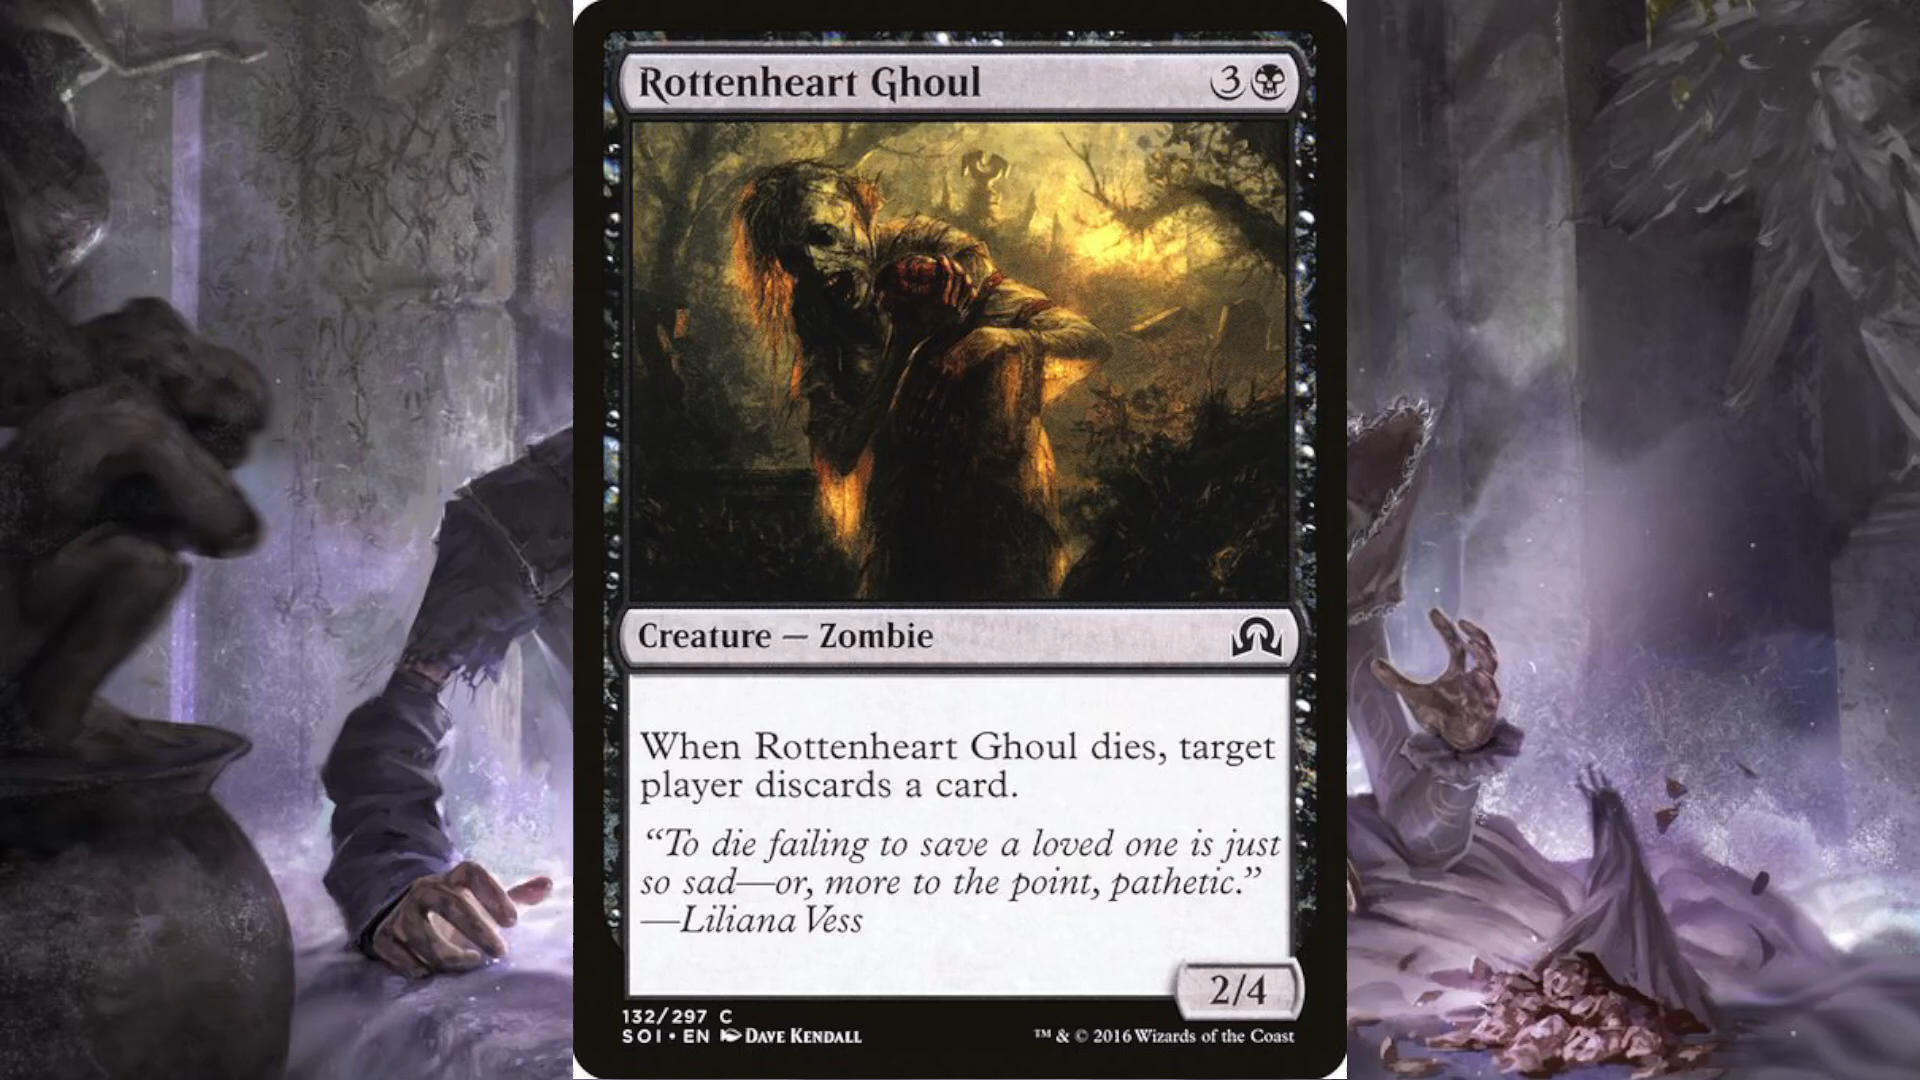 Rottenheart Ghoul 3
Creature — Zombie
When Rottenheart Ghoul dies, target
player discards a card.
“To die failing to save a loved one is just
so sad—or, more to the point, pathetic.”
—Liliana Vess
2/4
132/297 C
SOI • EN DAVE KENDALL
™ & © 2016 Wizards of the Coast